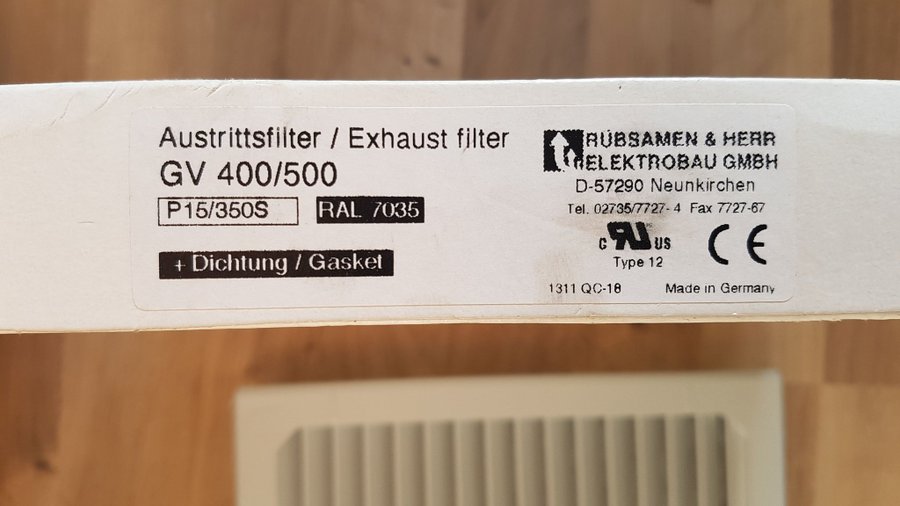 Austrittsfilter / Exhaust filter
GV 400/500
P15/350S RAL 7035
+ Dichtung / Gasket
RÜBSAMEN & HERR
ELEKTROBAU GMBH
D-57290 Neunkirchen
Tel. 02735/7727- 4 Fax 7727-67
c RU US
CE
Type 12
1311 QC-18 Made in Germany